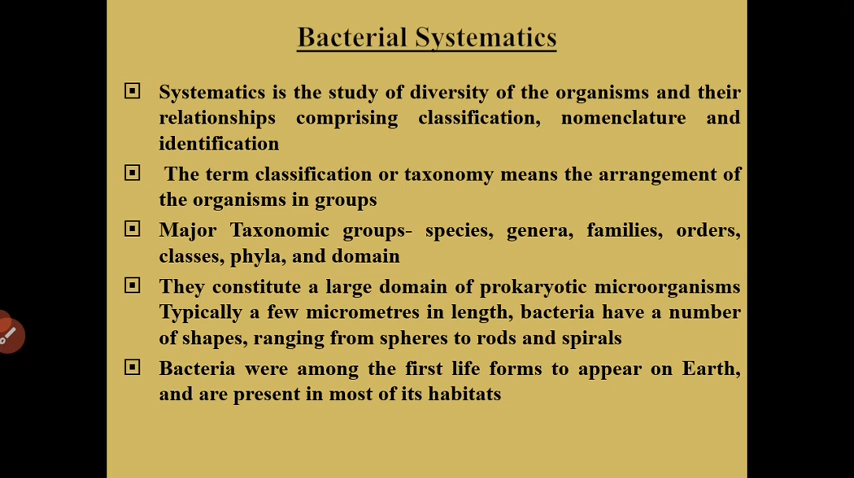 Bacterial Systematics
Systematics is the study of diversity of the organisms and their
relationships comprising classification, nomenclature and
identification
The term classification or taxonomy means the arrangement of
the organisms in groups
Major Taxonomic groups- species, genera, families, orders,
classes, phyla, and domain
They constitute a large domain of prokaryotic microorganisms
Typically a few micrometres in length, bacteria have a number
of shapes, ranging from spheres to rods and spirals
Bacteria were among the first life forms to appear on Earth,
and are present in most of its habitats